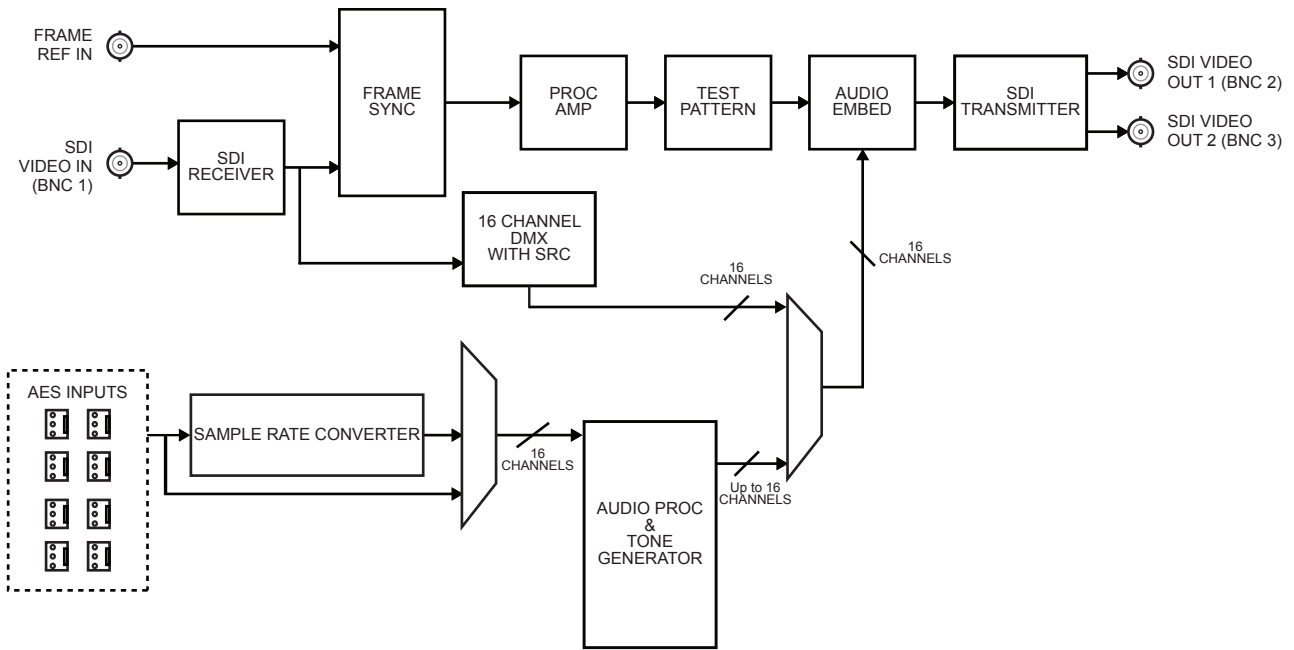 FRAME
REF IN
FRAME
SYNC
PROC
AMP
TEST
PATTERN
AUDIO
EMBED
SDI
TRANSMITTER
SDI VIDEO
OUT 1 (BNC 2)
SDI VIDEO
OUT 2 (BNC 3)
SDI
VIDEO IN
(BNC 1)
SDI
RECEIVER
16 CHANNEL
DMX
WITH SRC
16
CHANNELS
16
CHANNELS
AES INPUTS
SAMPLE RATE CONVERTER
16
CHANNELS
AUDIO PROC
&
TONE
GENERATOR
Up to 16
CHANNELS